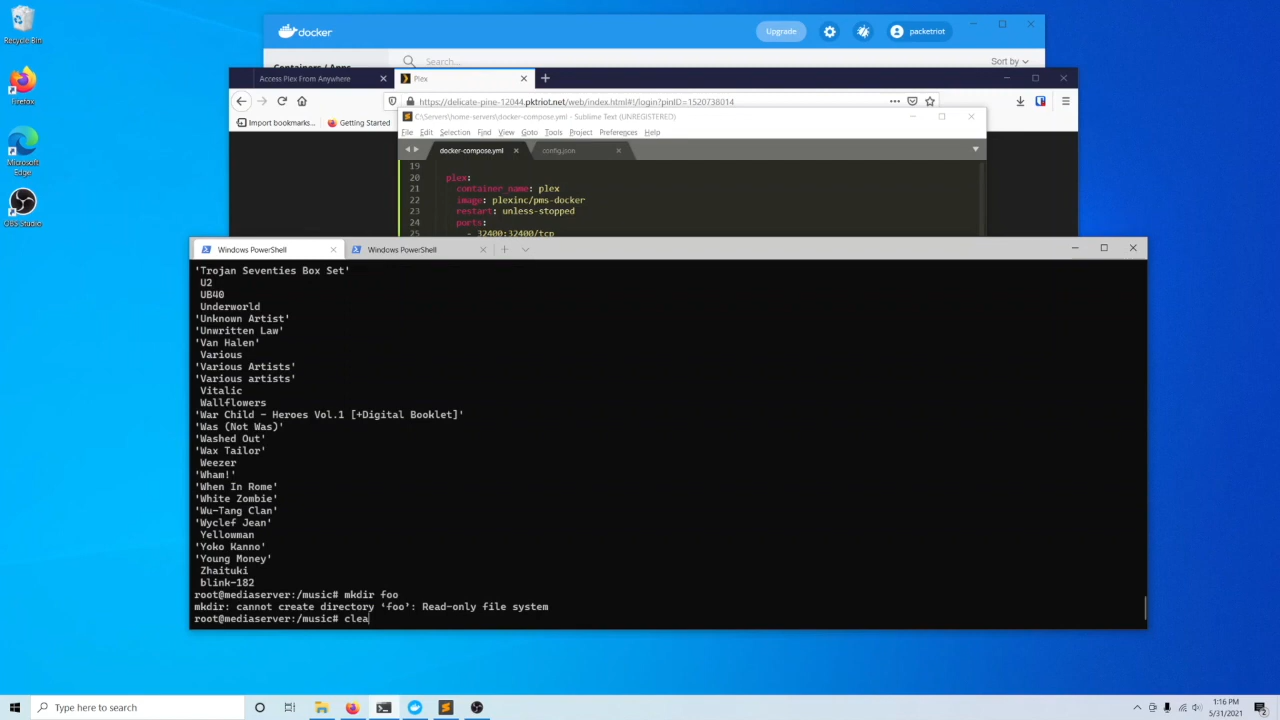 Recycle Bin
Firefox
Microsoft
Edge
OBS Studio
docker
Upgrade
packetriot
Containers / Apps
Search...
Sort by
Access Plex From Anywhere
Plex
https://delicate-pine-12044.pktriot.net/web/index.html#!/login?pinID=1520738014
Import bookmarks...
Getting Started
C:\Servers\home-servers\docker-compose.yml - Sublime Text (UNREGISTERED)
File Edit Selection Find View Goto Tools Project Preferences Help
docker-compose.yml
config.json
19
20 plex:
21 container_name: plex
22 image: plexinc/pms-docker
23 restart: unless-stopped
24 ports:
25 - 32400:32400/tcp
Windows PowerShell
Windows PowerShell
'Trojan Seventies Box Set'
U2
UB40
Underworld
'Unknown Artist'
'Unwritten Law'
'Van Halen'
Various
'Various Artists'
'Various artists'
Vitalic
Wallflowers
'War Child - Heroes Vol.1 [+Digital Booklet]'
'Was (Not Was)'
'Washed Out'
'Wax Tailor'
Weezer
'Wham!'
'When In Rome'
'White Zombie'
'Wu-Tang Clan'
'Wyclef Jean'
Yellowman
'Yoko Kanno'
'Young Money'
Zhaituki
blink-182
root@mediaserver:/music# mkdir foo
mkdir: cannot create directory ‘foo’: Read-only file system
root@mediaserver:/music# clea
Type here to search
1:16 PM
5/31/2021
2